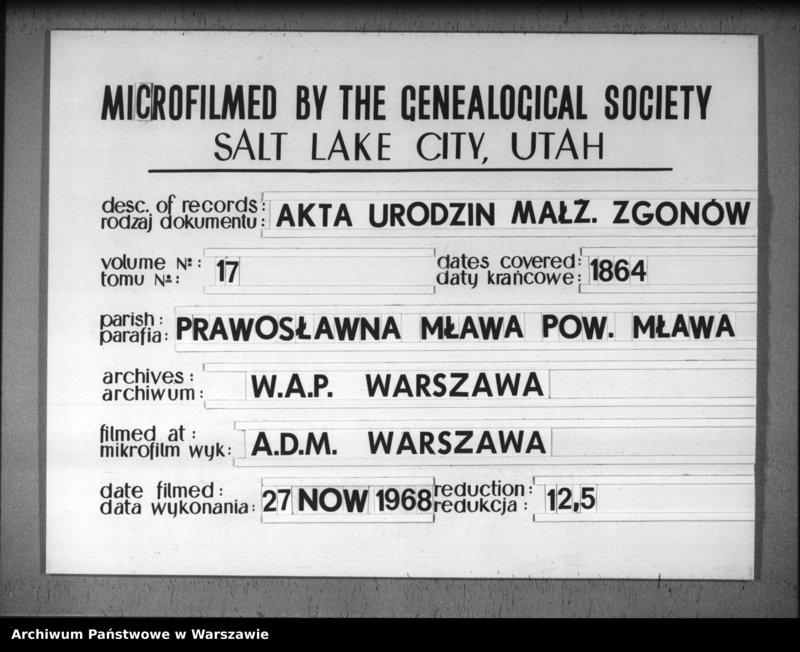 MICROFILMED BY THE GENEALOGICAL SOCIETY
SALT LAKE CITY, UTAH
desc. of records:
rodzaj dokumentu: AKTA URODZIN MAŁŻ. ZGONÓW
volume Nº: dates covered:
tomu Nº: 17 daty krańcowe: 1864
parish:
parafia: PRAWOSŁAWNA MŁAWA POW. MŁAWA
archives:
archiwum: W.A.P. WARSZAWA
filmed at:
mikrofilm wyk: A.D.M. WARSZAWA
date filmed: reduction:
data wykonania: 27 NOW 1968 redukcja: 12,5
Archiwum Państwowe w Warszawie